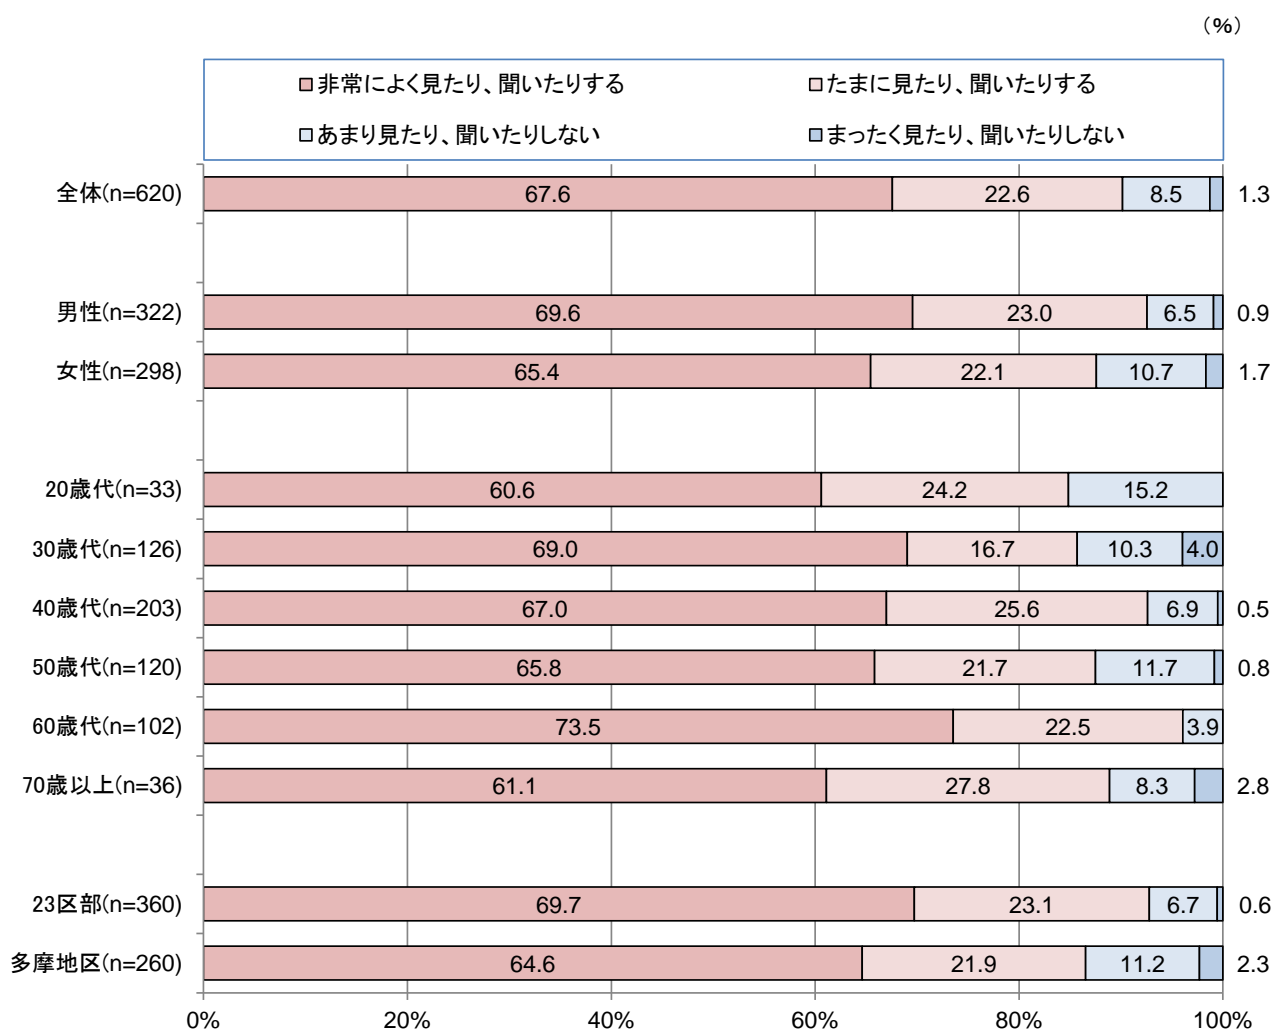 （％）
非常によく見たり、聞いたりする　たまに見たり、聞いたりする
あまり見たり、聞いたりしない　まったく見たり、聞いたりしない
全体(n=620) 67.6 22.6 8.5 1.3
男性(n=322) 69.6 23.0 6.5 0.9
女性(n=298) 65.4 22.1 10.7 1.7
20歳代(n=33) 60.6 24.2 15.2
30歳代(n=126) 69.0 16.7 10.3 4.0
40歳代(n=203) 67.0 25.6 6.9 0.5
50歳代(n=120) 65.8 21.7 11.7 0.8
60歳代(n=102) 73.5 22.5 3.9
70歳以上(n=36) 61.1 27.8 8.3 2.8
23区部(n=360) 69.7 23.1 6.7 0.6
多摩地区(n=260) 64.6 21.9 11.2 2.3
0% 20% 40% 60% 80% 100%